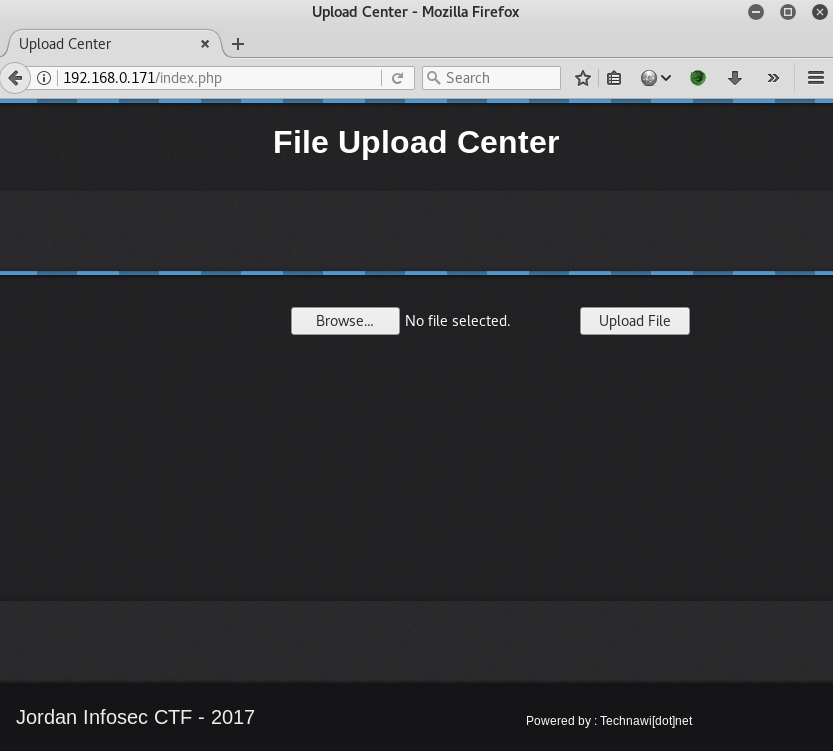 Upload Center - Mozilla Firefox
Upload Center
192.168.0.171/index.php
Search
File Upload Center
Browse... No file selected. Upload File
Jordan Infosec CTF - 2017
Powered by : Technawi[dot]net